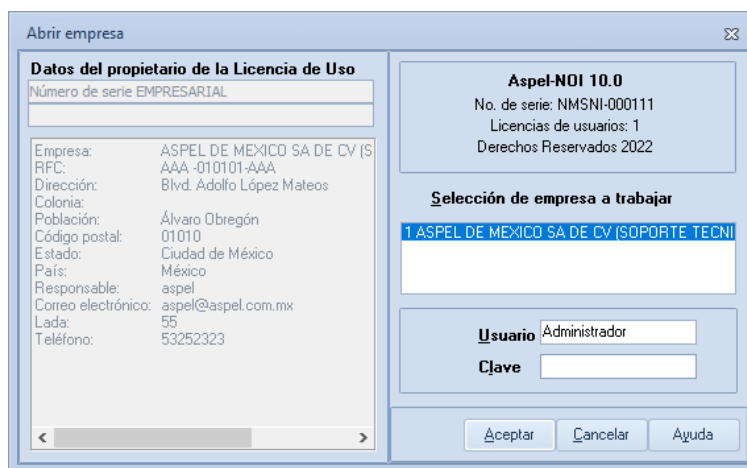 Abrir empresa
Datos del propietario de la Licencia de Uso
Número de serie EMPRESARIAL
Empresa: ASPEL DE MEXICO SA DE CV (S
RFC: AAA -010101-AAA
Dirección: Blvd. Adolfo López Mateos
Colonia:
Población: Álvaro Obregón
Código postal: 01010
Estado: Ciudad de México
País: México
Responsable: aspel
Correo electrónico: aspel@aspel.com.mx
Lada: 55
Teléfono: 53252323
Aspel-NOI 10.0
No. de serie: NMSNI-000111
Licencias de usuarios: 1
Derechos Reservados 2022
Selección de empresa a trabajar
1 ASPEL DE MEXICO SA DE CV (SOPORTE TECNI
Usuario Administrador
Clave
Aceptar Cancelar Ayuda